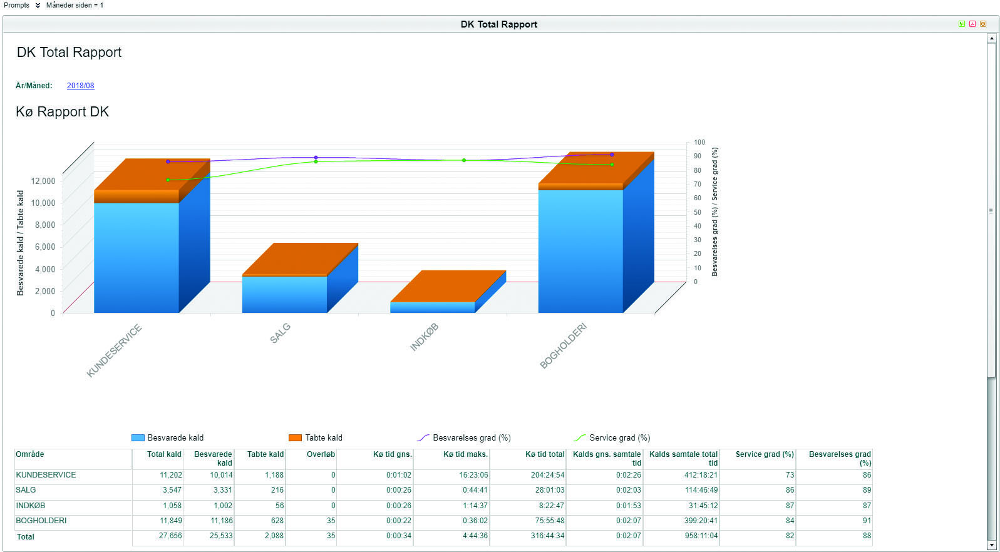 Prompts Måneder siden = 1
DK Total Rapport
DK Total Rapport
År/Måned: 2018/08
Kø Rapport DK
Besvarede kald / Tabte kald
12,000
10,000
8,000
6,000
4,000
2,000
0
100
90
80
70
60
50
40
30
20
10
0
Besvarelses grad (%) / Service grad (%)
KUNDESERVICE
SALG
INDKØB
BOGHOLDERI
Besvarede kald Tabte kald Besvarelses grad (%) Service grad (%)
Område Total kald Besvarede kald Tabte kald Overløb Kø tid gns. Kø tid maks. Kø tid total Kalds gns. samtale tid Kalds samtale total tid Service grad (%) Besvarelses grad (%)
KUNDESERVICE 11,202 10,014 1,188 0 0:01:02 16:23:06 204:24:54 0:02:26 412:18:21 73 86
SALG 3,547 3,331 216 0 0:00:26 0:44:41 28:01:03 0:02:03 114:46:49 86 89
INDKØB 1,058 1,002 56 0 0:00:26 1:14:37 8:22:47 0:01:53 31:45:12 87 87
BOGHOLDERI 11,849 11,186 628 35 0:00:22 0:36:02 75:55:48 0:02:07 399:20:41 84 91
Total 27,656 25,533 2,088 35 0:00:34 4:44:36 316:44:34 0:02:07 958:11:04 82 88